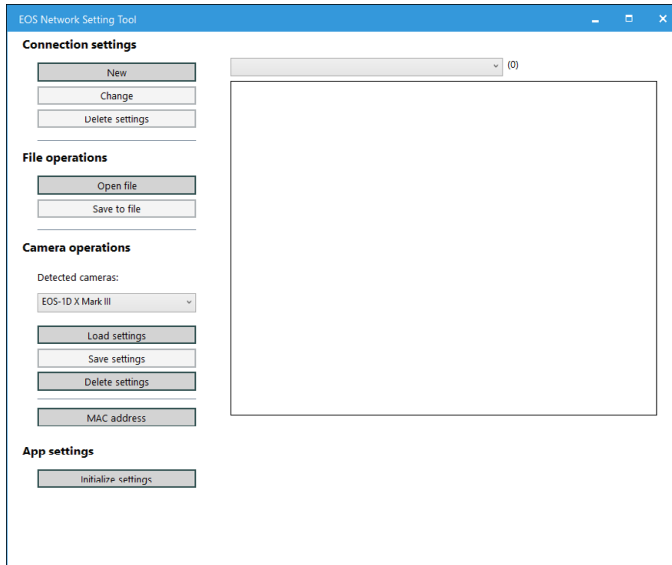 EOS Network Setting Tool
Connection settings
New
Change
Delete settings
(0)
File operations
Open file
Save to file
Camera operations
Detected cameras:
EOS-1D X Mark III
Load settings
Save settings
Delete settings
MAC address
App settings
Initialize settings